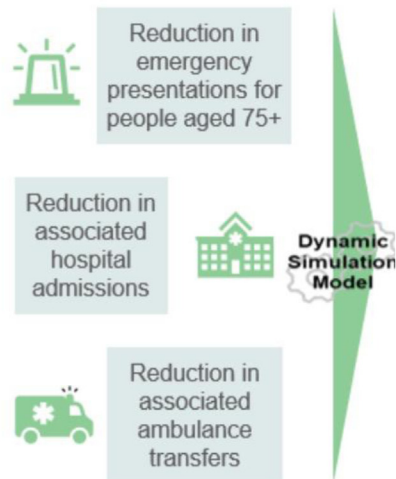 Reduction in
emergency
presentations for
people aged 75+
Reduction in
associated
hospital
admissions
Dynamic
Simulation
Model
Reduction in
associated
ambulance
transfers